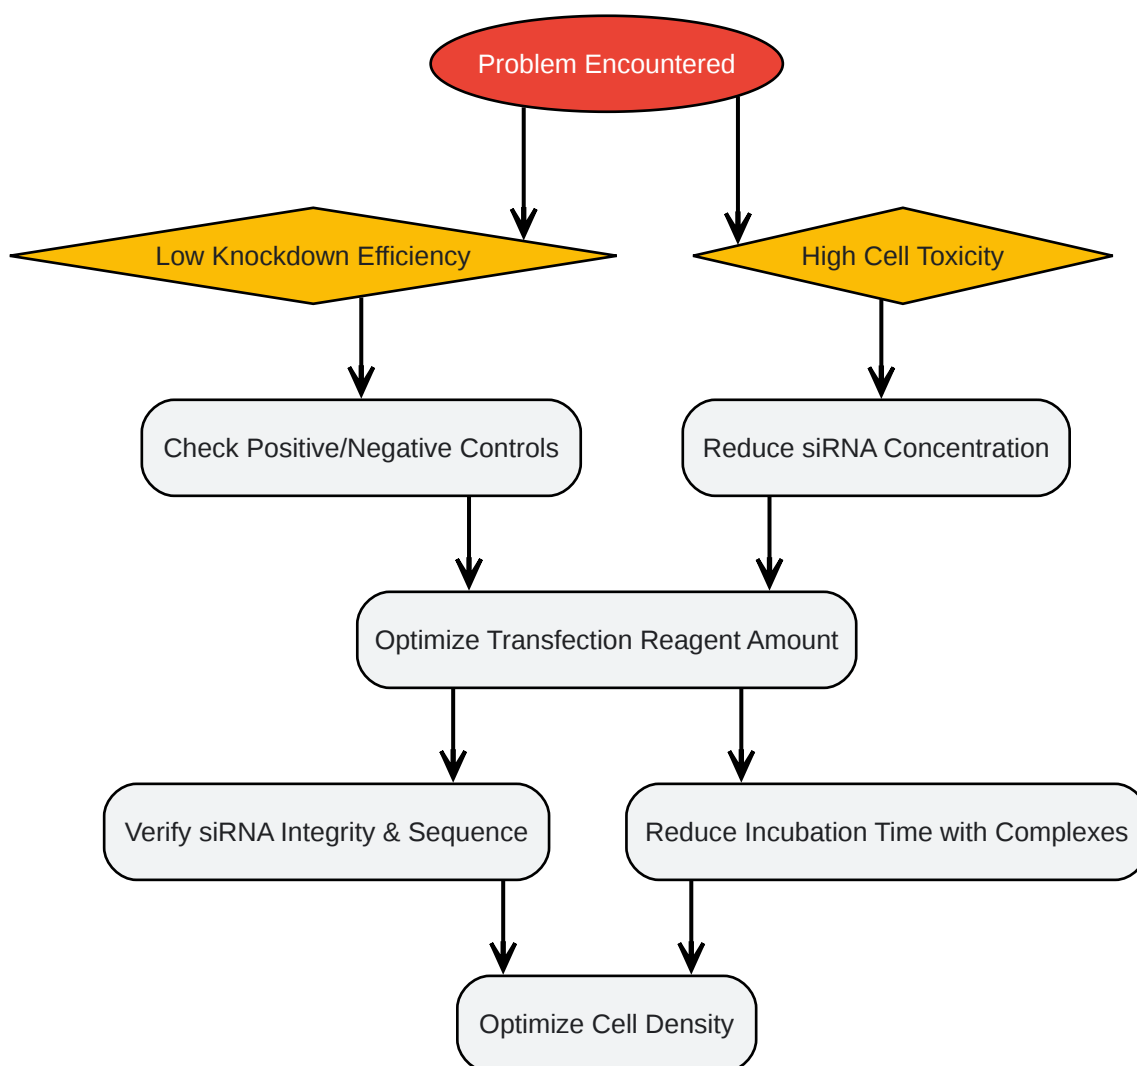 Problem Encountered
Low Knockdown Efficiency
High Cell Toxicity
Check Positive/Negative Controls
Reduce siRNA Concentration
Optimize Transfection Reagent Amount
Verify siRNA Integrity & Sequence
Reduce Incubation Time with Complexes
Optimize Cell Density